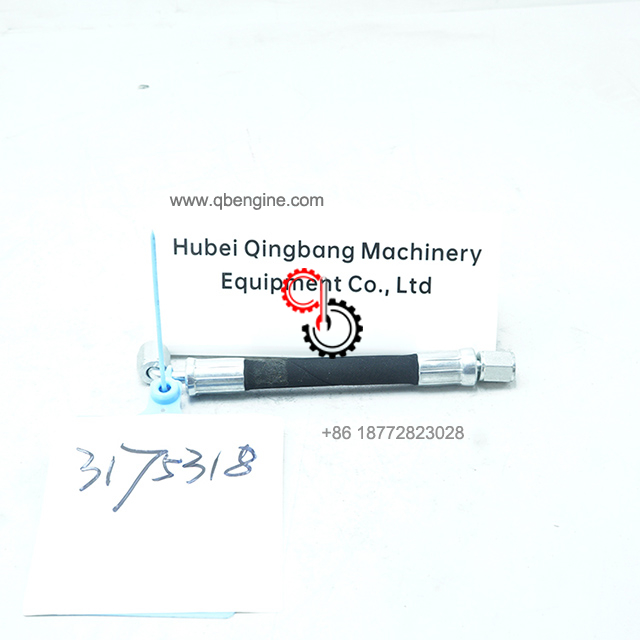 www.qbengine.com
Hubei Qingbang Machinery
Equipment Co., Ltd
+86 18772823028
3175318